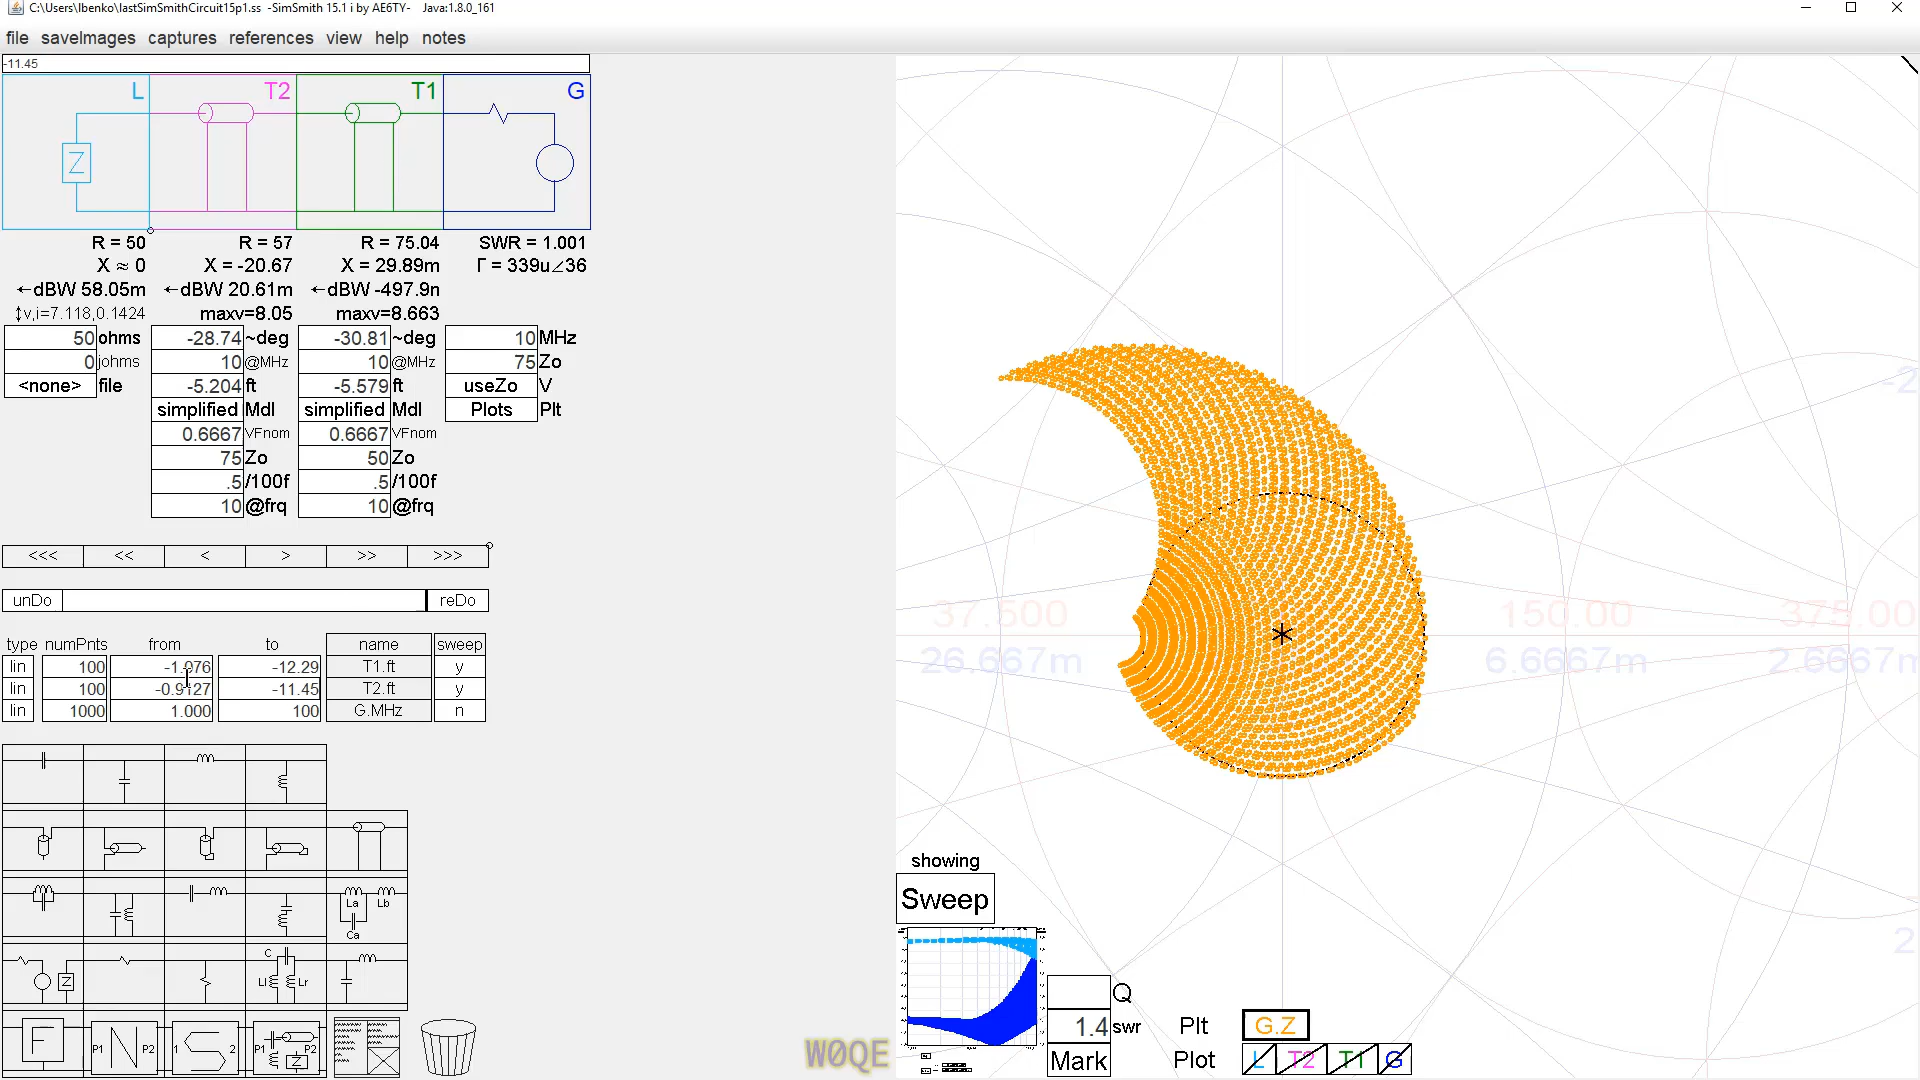 C:\Users\lbenko\lastSimSmithCircuit15p1.ss -SimSmith 15.1 i by AE6TY- Java:1.8.0_161
file saveImages captures references view help notes
-11.45
L T2 T1 G
Z
R = 50 R = 57 R = 75.04 SWR = 1.001
X ≈ 0 X = -20.67 X = 29.89m Γ = 339u∠36
←dBW 58.05m ←dBW 20.61m ←dBW -497.9n
↕v,i=7.118,0.1424 maxv=8.05 maxv=8.663
50 ohms -28.74 ~deg -30.81 ~deg 10 MHz
0 johms 10 @MHz 10 @MHz 75 Zo
<none> file -5.204 ft -5.579 ft useZo V
simplified Mdl simplified Mdl Plots Plt
0.6667 VFnom 0.6667 VFnom
75 Zo 50 Zo
.5 /100f .5 /100f
10 @frq 10 @frq
<<< << < > >> >>>
unDo reDo
type numPnts from to name sweep
lin 100 -1.076 -12.29 T1.ft y
lin 100 -0.9127 -11.45 T2.ft y
lin 1000 1.000 100 G.MHz n
La Lb
Ca
Z C Ll Lr
F P1 N P2 1 S 2 P1 P2 Z
37.500 150.00 375.00
26.667m 6.6667m 2.6667m
-2
2
showing
Sweep
Q
1.4 swr
Mark
Plt G.Z
Plot L T2 T1 G
W0QE